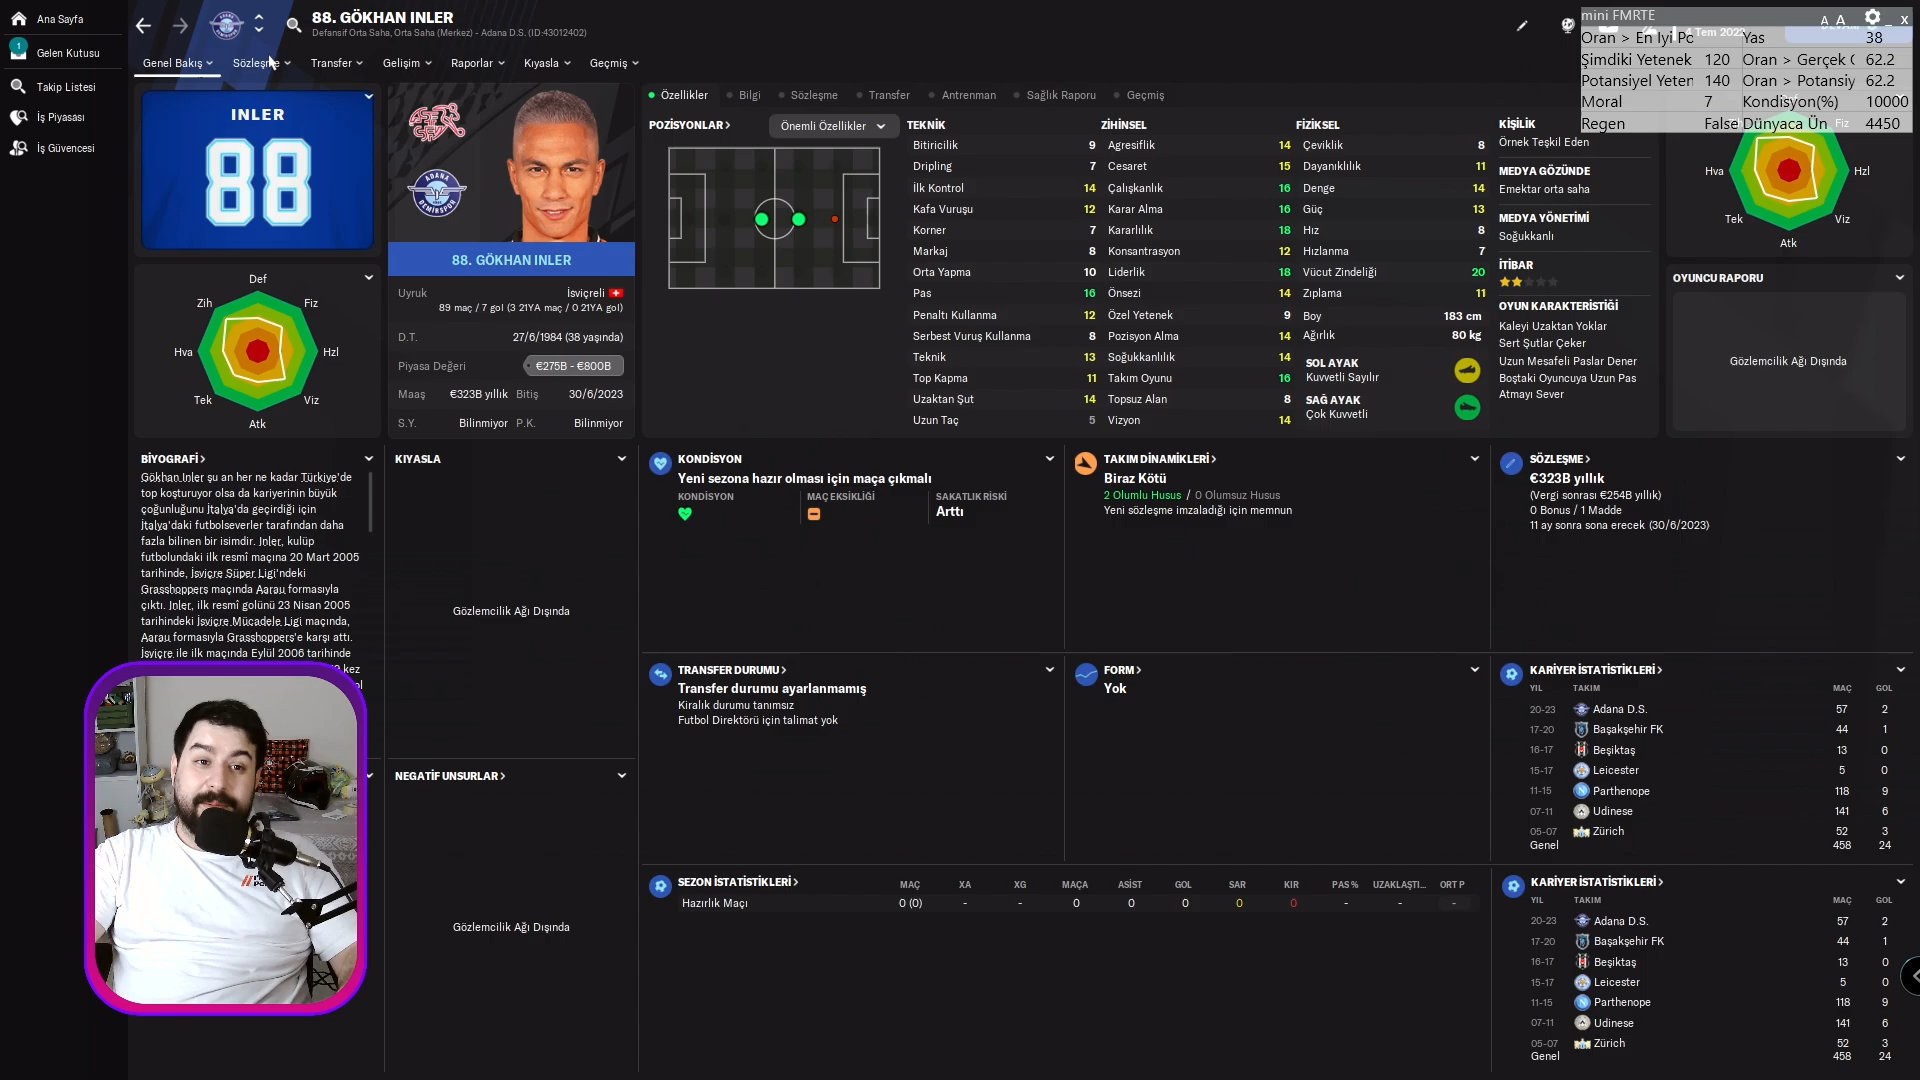 Ana Sayfa
1
Gelen Kutusu
Takip Listesi
İş Piyasası
İş Güvencesi
88. GÖKHAN INLER
Defansif Orta Saha, Orta Saha (Merkez) - Adana D.S. (ID:43012402)
4 Tem 2022
Genel Bakış
Sözleşme
Transfer
Gelişim
Raporlar
Kıyasla
Geçmiş
mini FMRTE
A A _ X
Oran > En İyi Po Yas 38
Şimdiki Yetenek 120 Oran > Gerçek 62.2
Potansiyel Yeter 140 Oran > Potansiy 62.2
Moral 7 Kondisyon(%) 10000
Regen False Dünyaca Ün 4450
INLER
88
Def
Fiz
Hzl
Viz
Atk
Tek
Hva
Zih
ADANA
DEMİRSPOR
88. GÖKHAN INLER
Uyruk İsviçreli
89 maç / 7 gol (3 21YA maç / 0 21YA gol)
D.T. 27/6/1984 (38 yaşında)
Piyasa Değeri €275B - €800B
Maaş €323B yıllık Bitiş 30/6/2023
S.Y. Bilinmiyor P.K. Bilinmiyor
Özellikler
Bilgi
Sözleşme
Transfer
Antrenman
Sağlık Raporu
Geçmiş
POZİSYONLAR
Önemli Özellikler
TEKNİK
Bitiricilik 9
Dripling 7
İlk Kontrol 14
Kafa Vuruşu 12
Korner 7
Markaj 8
Orta Yapma 10
Pas 16
Penaltı Kullanma 12
Serbest Vuruş Kullanma 8
Teknik 13
Top Kapma 11
Uzaktan Şut 14
Uzun Taç 5
ZİHİNSEL
Agresiflik 14
Cesaret 15
Çalışkanlık 16
Karar Alma 16
Kararlılık 18
Konsantrasyon 12
Liderlik 18
Önsezi 14
Özel Yetenek 9
Pozisyon Alma 14
Soğukkanlılık 14
Takım Oyunu 16
Topsuz Alan 8
Vizyon 14
FİZİKSEL
Çeviklik 8
Dayanıklılık 11
Denge 14
Güç 13
Hız 8
Hızlanma 7
Vücut Zindeliği 20
Zıplama 11
Boy 183 cm
Ağırlık 80 kg
SOL AYAK
Kuvvetli Sayılır
SAĞ AYAK
Çok Kuvvetli
KİŞİLİK
Örnek Teşkil Eden
MEDYA GÖZÜNDE
Emektar orta saha
MEDYA YÖNETİMİ
Soğukkanlı
İTİBAR
OYUN KARAKTERİSTİĞİ
Kaleyi Uzaktan Yoklar
Sert Şutlar Çeker
Uzun Mesafeli Paslar Dener
Boştaki Oyuncuya Uzun Pas
Atmayı Sever
Fiz
Hva
Hzl
Tek
Viz
Atk
OYUNCU RAPORU
Gözlemcilik Ağı Dışında
BİYOGRAFİ
Gökhan Inler şu an her ne kadar Türkiye'de
top koşturuyor olsa da kariyerinin büyük
çoğunluğunu İtalya'da geçirdiği için
İtalya'daki futbolseverler tarafından daha
fazla bilinen bir isimdir. Inler, kulüp
futbolundaki ilk resmî maçına 20 Mart 2005
tarihinde, İsviçre Süper Ligi'ndeki
Grasshoppers maçında Aarau formasıyla
çıktı. Inler, ilk resmî golünü 23 Nisan 2005
tarihindeki İsviçre Mücadele Ligi maçında,
Aarau formasıyla Grasshoppers'e karşı attı.
İsviçre ile ilk maçında Eylül 2006 tarihinde
kez
KIYASLA
Gözlemcilik Ağı Dışında
NEGATİF UNSURLAR
Gözlemcilik Ağı Dışında
KONDİSYON
Yeni sezona hazır olması için maça çıkmalı
KONDİSYON
MAÇ EKSİKLİĞİ
SAKATLIK RİSKİ
Arttı
TAKIM DİNAMİKLERİ
Biraz Kötü
2 Olumlu Husus / 0 Olumsuz Husus
Yeni sözleşme imzaladığı için memnun
SÖZLEŞME
€323B yıllık
(Vergi sonrası €254B yıllık)
0 Bonus / 1 Madde
11 ay sonra sona erecek (30/6/2023)
TRANSFER DURUMU
Transfer durumu ayarlanmamış
Kiralık durumu tanımsız
Futbol Direktörü için talimat yok
FORM
Yok
KARİYER İSTATİSTİKLERİ
YIL TAKIM MAÇ GOL
20-23 Adana D.S. 57 2
17-20 Başakşehir FK 44 1
16-17 Beşiktaş 13 0
15-17 Leicester 5 0
11-15 Parthenope 118 9
07-11 Udinese 141 6
05-07 Zürich 52 3
Genel 458 24
SEZON İSTATİSTİKLERİ MAÇ XA XG MAÇA ASİST GOL SAR KIR PAS % UZAKLAŞTI... ORT P
Hazırlık Maçı 0 (0) - - 0 0 0 0 0 - - -
KARİYER İSTATİSTİKLERİ
YIL TAKIM MAÇ GOL
20-23 Adana D.S. 57 2
17-20 Başakşehir FK 44 1
16-17 Beşiktaş 13 0
15-17 Leicester 5 0
11-15 Parthenope 118 9
07-11 Udinese 141 6
05-07 Zürich 52 3
Genel 458 24